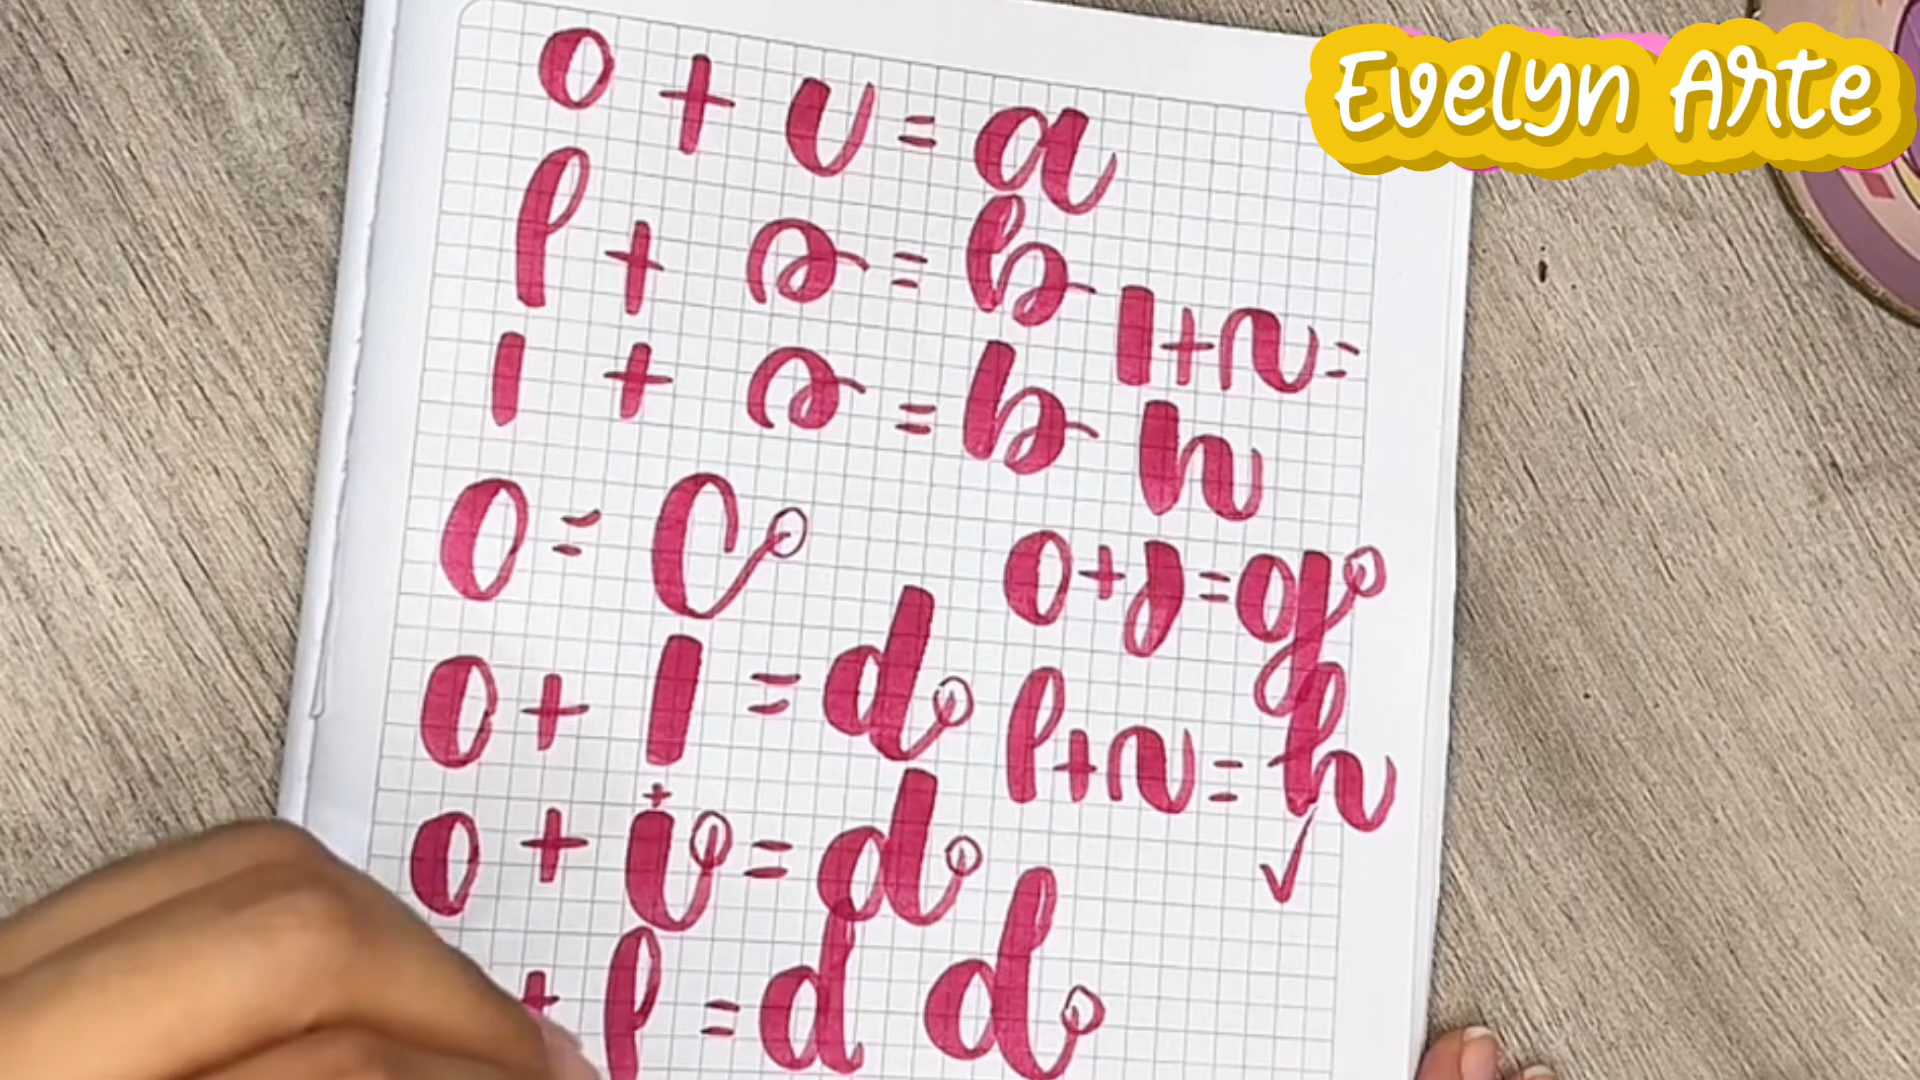 Evelyn Arte
o + u = a
l + = b
l + = b
l + n =
h
o = c
o + j = g
o + l = d
l + n = h
o + i = d
+ l = d d